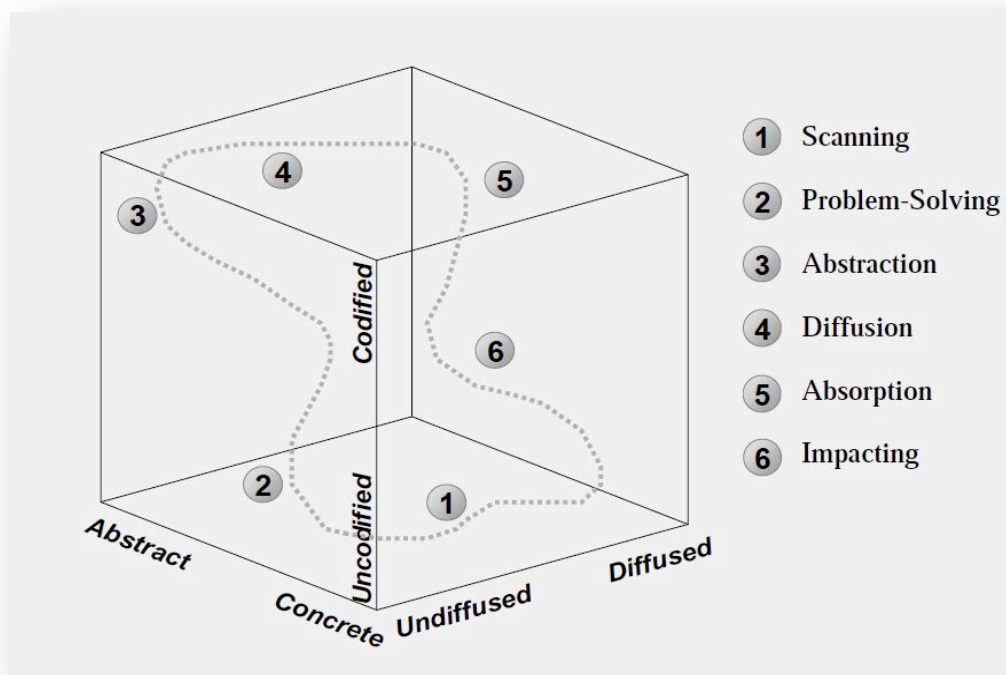 1 Scanning
2 Problem-Solving
3 Abstraction
4 Diffusion
5 Absorption
6 Impacting
4
5
3
Codified
6
2
1
Uncodified
Abstract
Concrete
Undiffused
Diffused